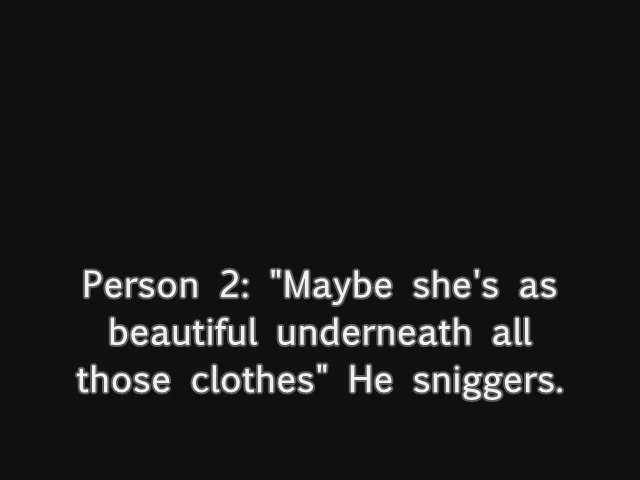 Person 2: "Maybe she's as
beautiful underneath all
those clothes" He sniggers.